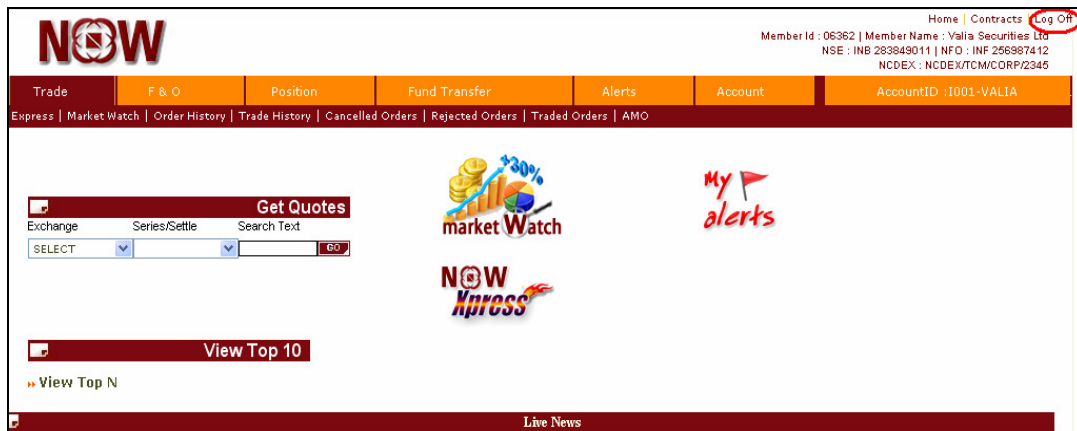 NOW
Home | Contracts | Log Off
Member Id : 06362 | Member Name : Valia Securities Ltd
NSE : INB 283849011 | NFO : INF 256987412
NCDEX : NCDEX/TCM/CORP/2345
Trade F & O Position Fund Transfer Alerts Account AccountID :I001-VALIA
Express | Market Watch | Order History | Trade History | Cancelled Orders | Rejected Orders | Traded Orders | AMO
+30%
market Watch
My alerts
Get Quotes
Exchange Series/Settle Search Text
SELECT GO
NOW
Xpress
View Top 10
View Top N
Live News